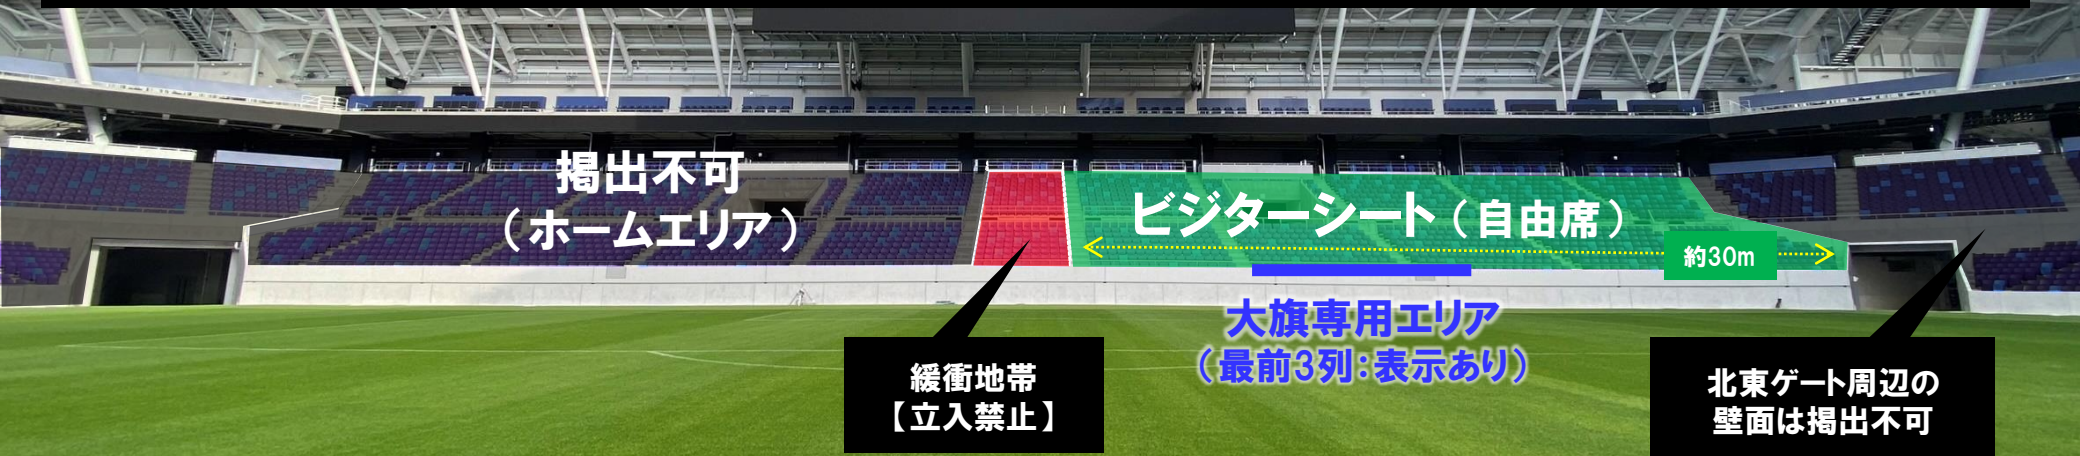 掲出不可
（ホームエリア）
ビジターシート（自由席）
約30m
大旗専用エリア
（最前3列：表示あり）
緩衝地帯
【立入禁止】
北東ゲート周辺の
壁面は掲出不可